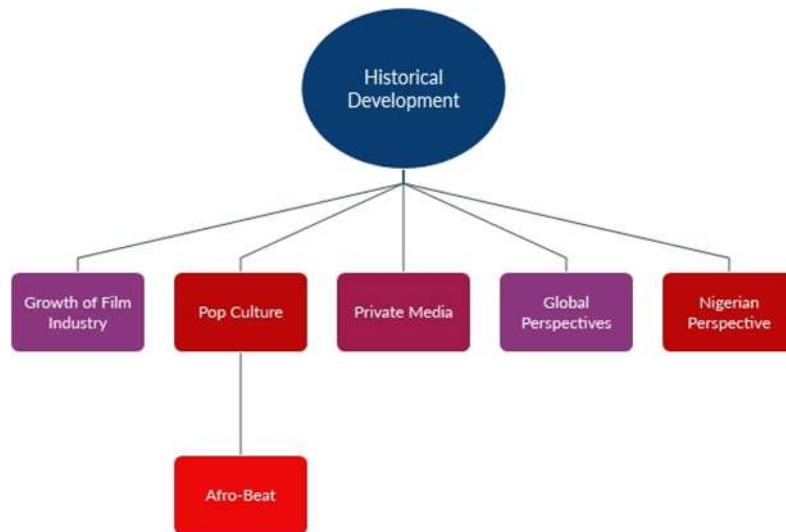 Historical
Development
Growth of Film
Industry
Pop Culture
Private Media
Global
Perspectives
Nigerian
Perspective
Afro-Beat